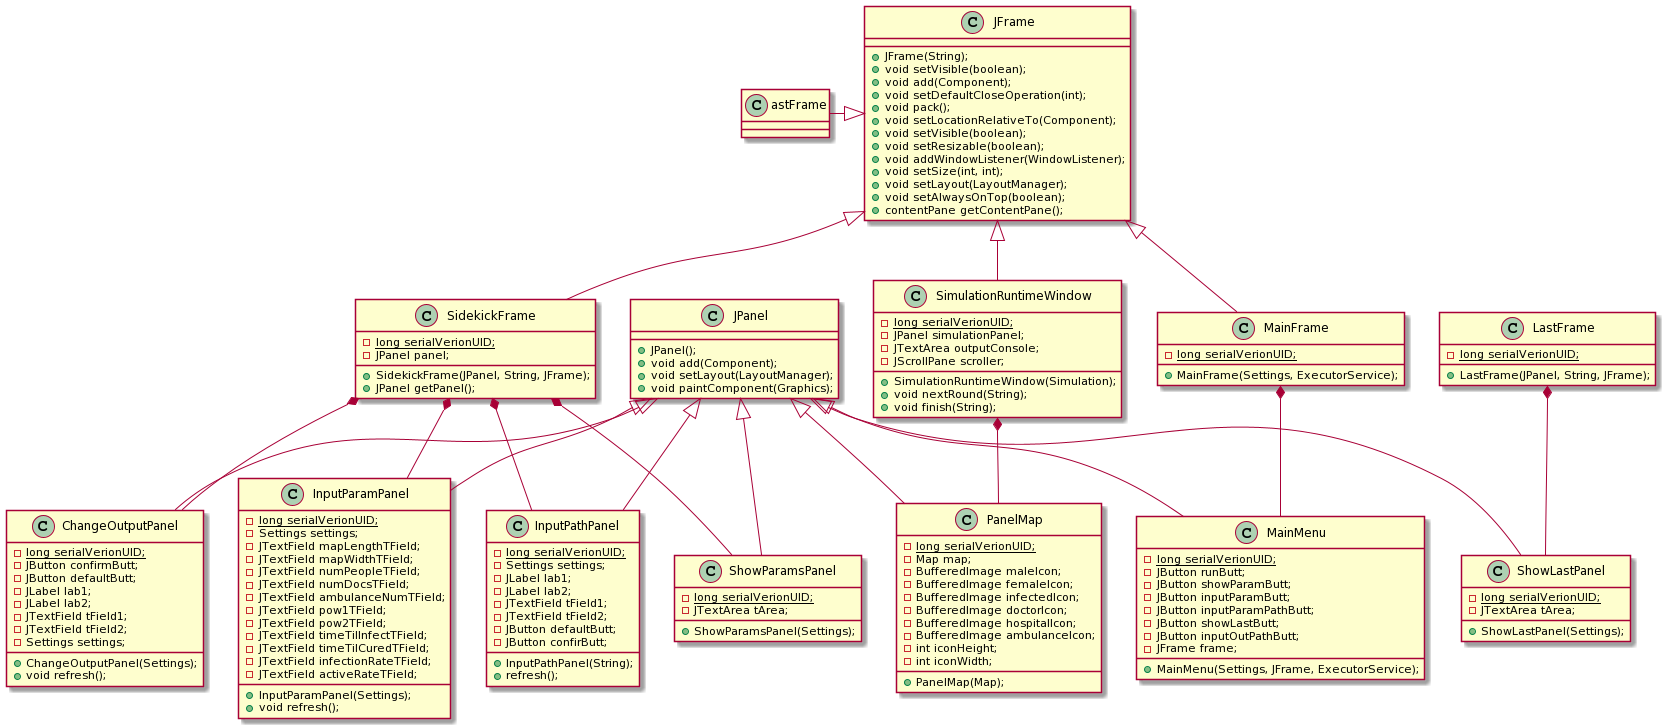 C JFrame
JFrame(String);
void setVisible(boolean);
void add(Component);
void setDefaultCloseOperation(int);
void pack();
void setLocationRelativeTo(Component);
void setVisible(boolean);
void setResizable(boolean);
void addWindowListener(WindowListener);
void setSize(int, int);
void setLayout(LayoutManager);
void setAlwaysOnTop(boolean);
contentPane getContentPane();
C astFrame
C SidekickFrame
long serialVerionUID;
JPanel panel;
SidekickFrame(JPanel, String, JFrame);
JPanel getPanel();
C JPanel
JPanel();
void add(Component);
void setLayout(LayoutManager);
void paintComponent(Graphics);
C SimulationRuntimeWindow
long serialVerionUID;
JPanel simulationPanel;
JTextArea outputConsole;
JScrollPane scroller;
SimulationRuntimeWindow(Simulation);
void nextRound(String);
void finish(String);
C MainFrame
long serialVerionUID;
MainFrame(Settings, ExecutorService);
C LastFrame
long serialVerionUID;
LastFrame(JPanel, String, JFrame);
C ChangeOutputPanel
long serialVerionUID;
JButton confirmButt;
JButton defaultButt;
JLabel lab1;
JLabel lab2;
JTextField tField1;
JTextField tField2;
Settings settings;
ChangeOutputPanel(Settings);
void refresh();
C InputParamPanel
long serialVerionUID;
Settings settings;
JTextField mapLengthTField;
JTextField mapWidthTField;
JTextField numPeopleTField;
JTextField numDocsTField;
JTextField ambulanceNumTField;
JTextField pow1TField;
JTextField pow2TField;
JTextField timeTillInfectTField;
JTextField timeTilCuredTField;
JTextField infectionRateTField;
JTextField activeRateTField;
InputParamPanel(Settings);
void refresh();
C InputPathPanel
long serialVerionUID;
Settings settings;
JLabel lab1;
JLabel lab2;
JTextField tField1;
JTextField tField2;
JButton defaultButt;
JButton confirButt;
InputPathPanel(String);
refresh();
C ShowParamsPanel
long serialVerionUID;
JTextArea tArea;
ShowParamsPanel(Settings);
C PanelMap
long serialVerionUID;
Map map;
BufferedImage maleIcon;
BufferedImage femaleIcon;
BufferedImage infectedIcon;
BufferedImage doctorIcon;
BufferedImage hospitalIcon;
BufferedImage ambulanceIcon;
int iconHeight;
int iconWidth;
PanelMap(Map);
C MainMenu
long serialVerionUID;
JButton runButt;
JButton showParamButt;
JButton inputParamButt;
JButton inputParamPathButt;
JButton showLastButt;
JButton inputOutPathButt;
JFrame frame;
MainMenu(Settings, JFrame, ExecutorService);
C ShowLastPanel
long serialVerionUID;
JTextArea tArea;
ShowLastPanel(Settings);